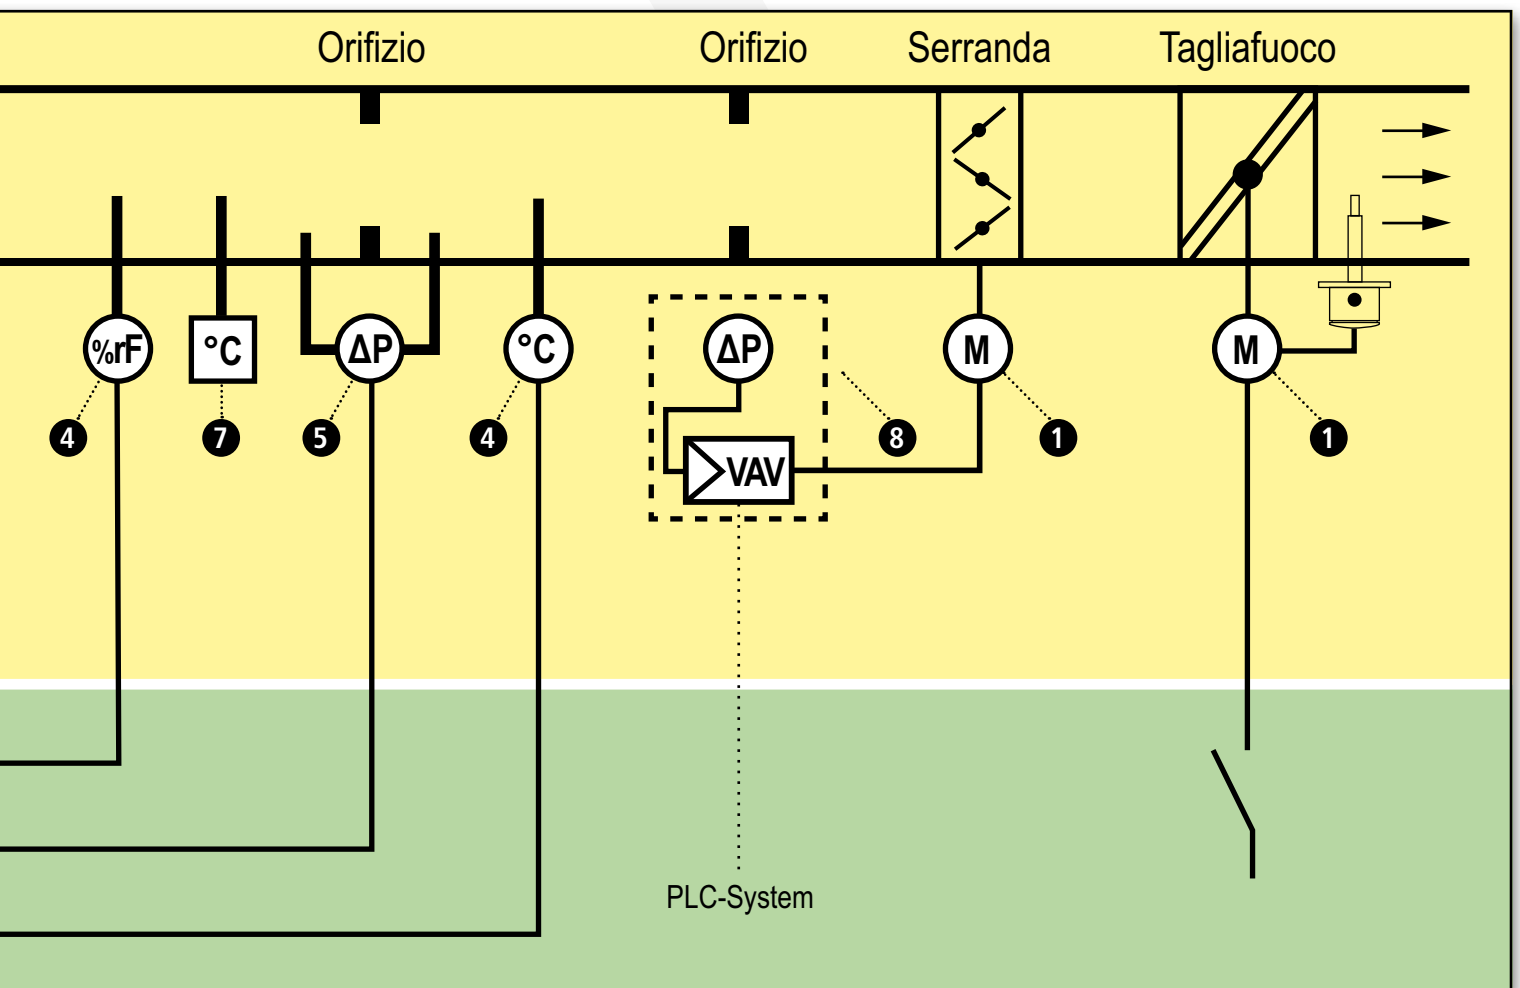 Orifizio Orifizio Serranda Tagliafuoco
%rF °C ΔP °C ΔP M M
4 7 5 4 8 1 1
VAV
PLC-System